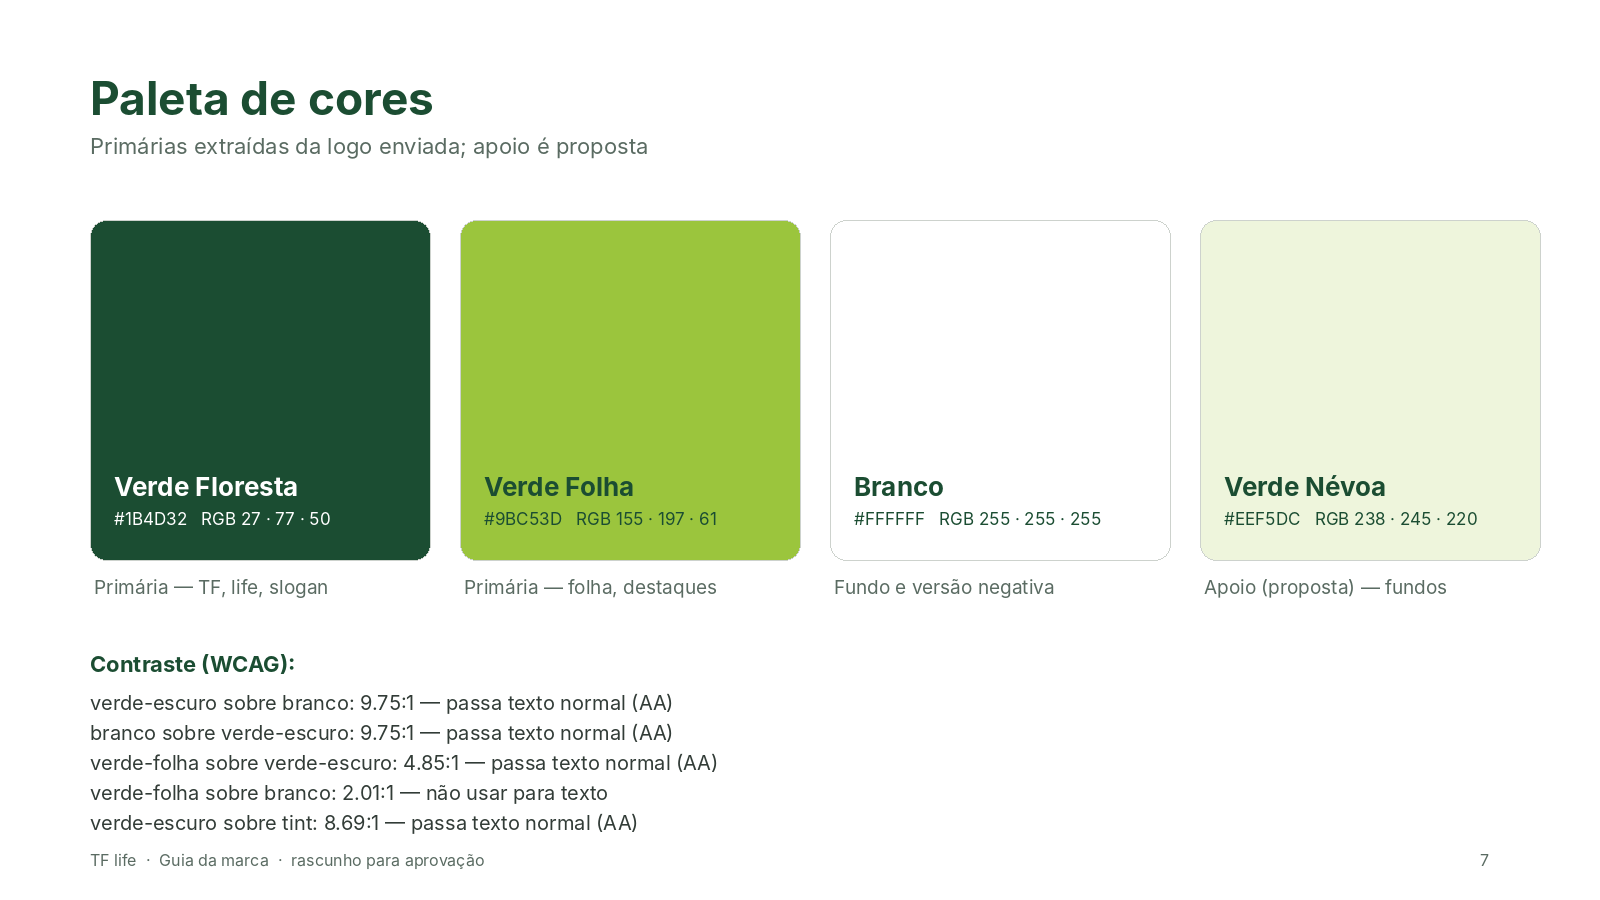 Paleta de cores
Primárias extraídas da logo enviada; apoio é proposta
Verde Floresta
#1B4D32 RGB 27 · 77 · 50
Primária — TF, life, slogan
Verde Folha
#9BC53D RGB 155 · 197 · 61
Primária — folha, destaques
Branco
#FFFFFF RGB 255 · 255 · 255
Fundo e versão negativa
Verde Névoa
#EEF5DC RGB 238 · 245 · 220
Apoio (proposta) — fundos
Contraste (WCAG):
verde-escuro sobre branco: 9.75:1 — passa texto normal (AA)
branco sobre verde-escuro: 9.75:1 — passa texto normal (AA)
verde-folha sobre verde-escuro: 4.85:1 — passa texto normal (AA)
verde-folha sobre branco: 2.01:1 — não usar para texto
verde-escuro sobre tint: 8.69:1 — passa texto normal (AA)
TF life · Guia da marca · rascunho para aprovação
7